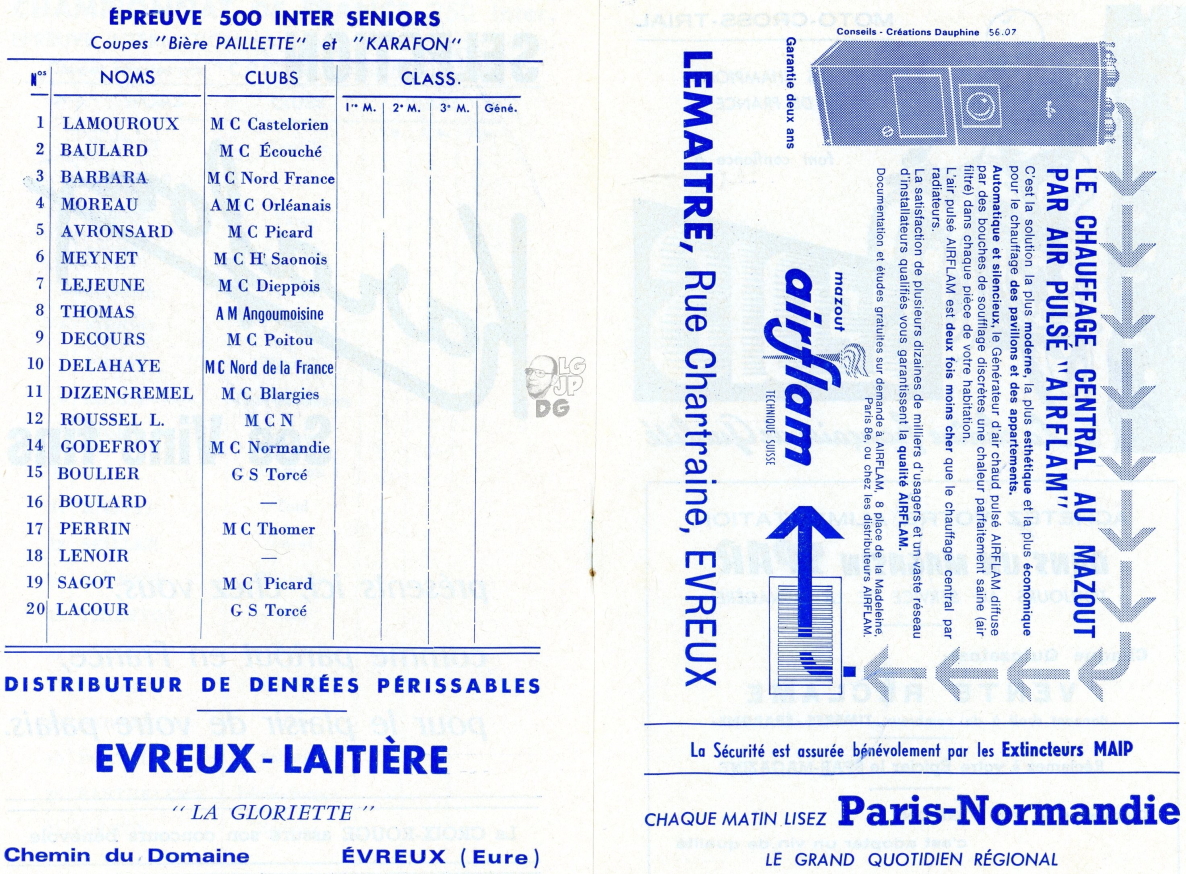 ÉPREUVE 500 INTER SENIORS
Coupes "Bière PAILLETTE" et "KARAFON"
Nos NOMS CLUBS CLASS.
1re M. 2e M. 3e M. Géné.
1 LAMOUROUX M C Castelorien
2 BAULARD M C Écouché
3 BARBARA M C Nord France
4 MOREAU A M C Orléanais
5 AVRONSARD M C Picard
6 MEYNET M C Ht Saonois
7 LEJEUNE M C Dieppois
8 THOMAS A M Angoumoisine
9 DECOURS M C Poitou
10 DELAHAYE M C Nord de la France
11 DIZENGREMEL M C Blargies
12 ROUSSEL L. M C N
14 GODEFROY M C Normandie
15 BOULIER G S Torcé
16 BOULARD —
17 PERRIN M C Thomer
18 LENOIR —
19 SAGOT M C Picard
20 LACOUR G S Torcé
DISTRIBUTEUR DE DENRÉES PÉRISSABLES
EVREUX - LAITIÈRE
" LA GLORIETTE "
Chemin du Domaine ÉVREUX ( Eure )
LG
JP
DG
Conseils - Créations Dauphine 56.07
Garantie deux ans
LE CHAUFFAGE CENTRAL AU MAZOUT
PAR AIR PULSÉ "AIRFLAM"
C'est la solution la plus moderne, la plus esthétique et la plus économique
pour le chauffage des pavillons et des appartements.
Automatique et silencieux, le Générateur d'air chaud pulsé AIRFLAM diffuse
par des bouches de soufflage discrètes une chaleur parfaitement saine (air
filtré) dans chaque pièce de votre habitation.
L'air pulsé AIRFLAM est deux fois moins cher que le chauffage central par
radiateurs.
La satisfaction de plusieurs dizaines de milliers d'usagers et un vaste réseau
d'installateurs qualifiés vous garantissent la qualité AIRFLAM.
Documentation et études gratuites sur demande à AIRFLAM, 8 place de la Madeleine,
Paris 8e, ou chez les distributeurs AIRFLAM.
mazout
airflam
TECHNIQUE SUISSE
LEMAITRE, Rue Chartraine, EVREUX
La Sécurité est assurée bénévolement par les Extincteurs MAIP
CHAQUE MATIN LISEZ Paris-Normandie
LE GRAND QUOTIDIEN RÉGIONAL